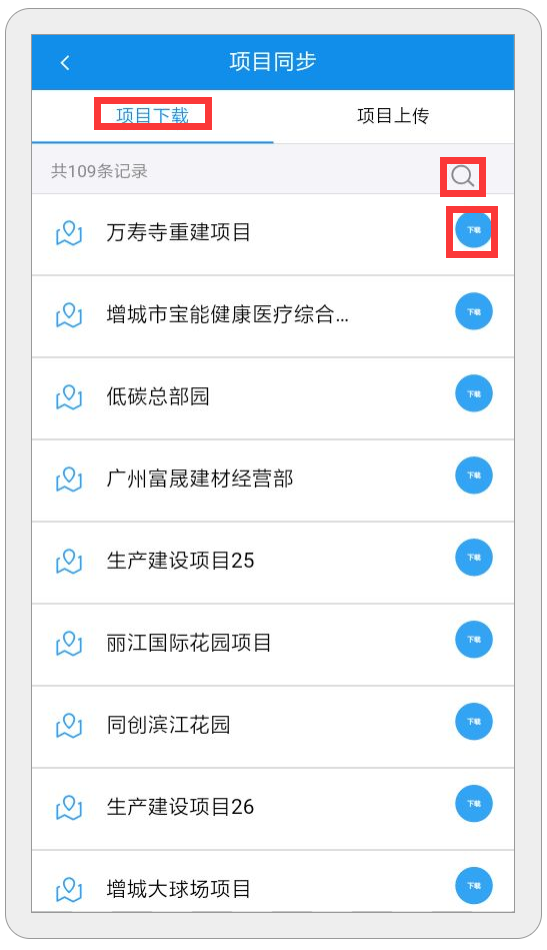 项目同步
项目下载 项目上传
共109条记录
万寿寺重建项目 下载
增城市宝能健康医疗综合... 下载
低碳总部园 下载
广州富晟建材经营部 下载
生产建设项目25 下载
丽江国际花园项目 下载
同创滨江花园 下载
生产建设项目26 下载
增城大球场项目 下载